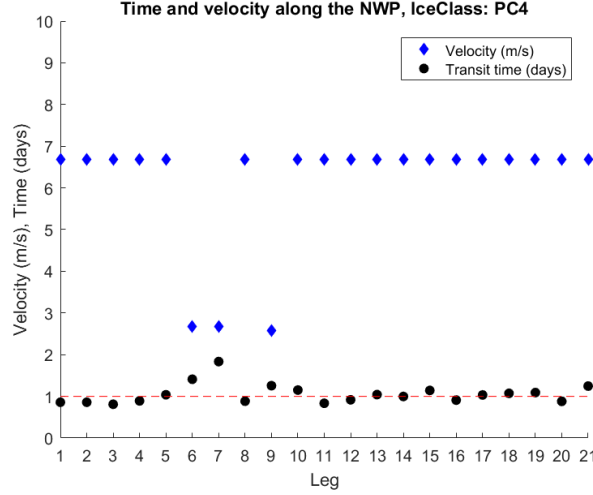 Time and velocity along the NWP, IceClass: PC4
Velocity (m/s)
Transit time (days)
Velocity (m/s), Time (days)
10
9
8
7
6
5
4
3
2
1
0
1 2 3 4 5 6 7 8 9 10 11 12 13 14 15 16 17 18 19 20 21
Leg